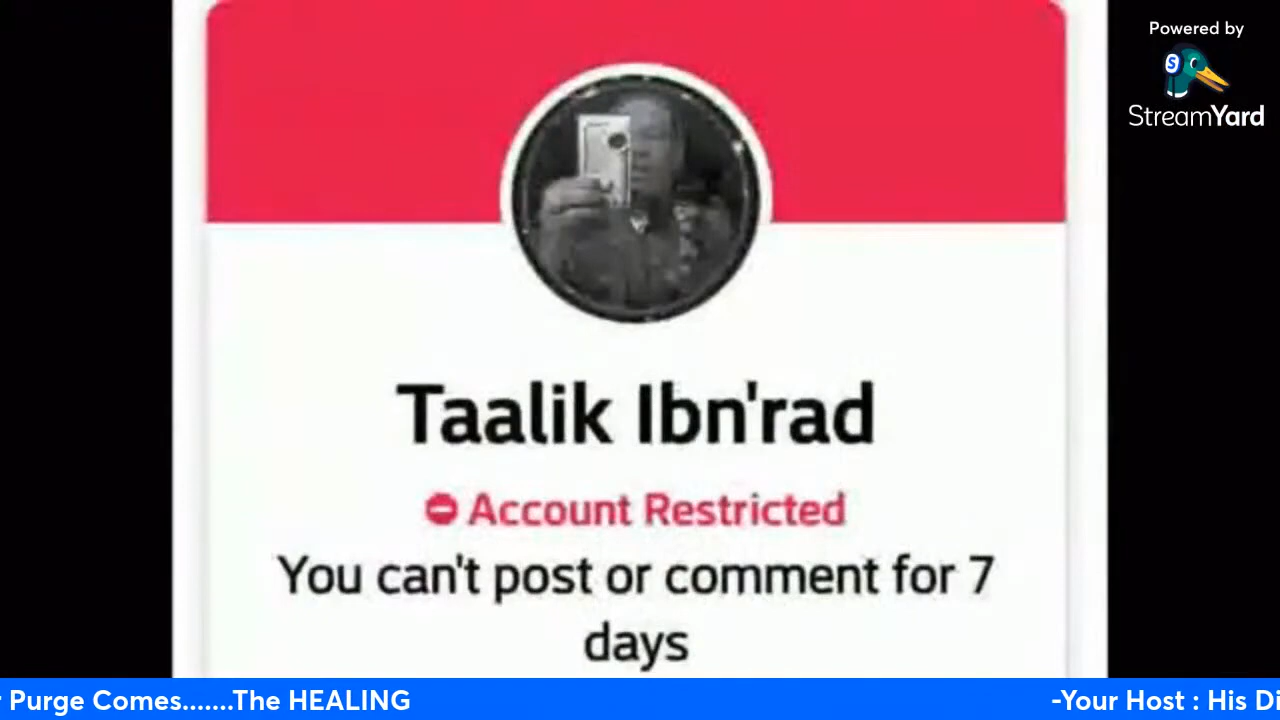 Powered by
StreamYard
Taalik Ibn'rad
Account Restricted
You can't post or comment for 7
days
Purge Comes.......The HEALING
-Your Host : His